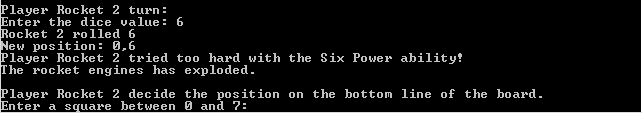 Player Rocket 2 turn:
Enter the dice value: 6
Rocket 2 rolled 6
New position: 0,6
Player Rocket 2 tried too hard with the Six Power ability!
The rocket engines has exploded.
Player Rocket 2 decide the position on the bottom line of the board.
Enter a square between 0 and 7: